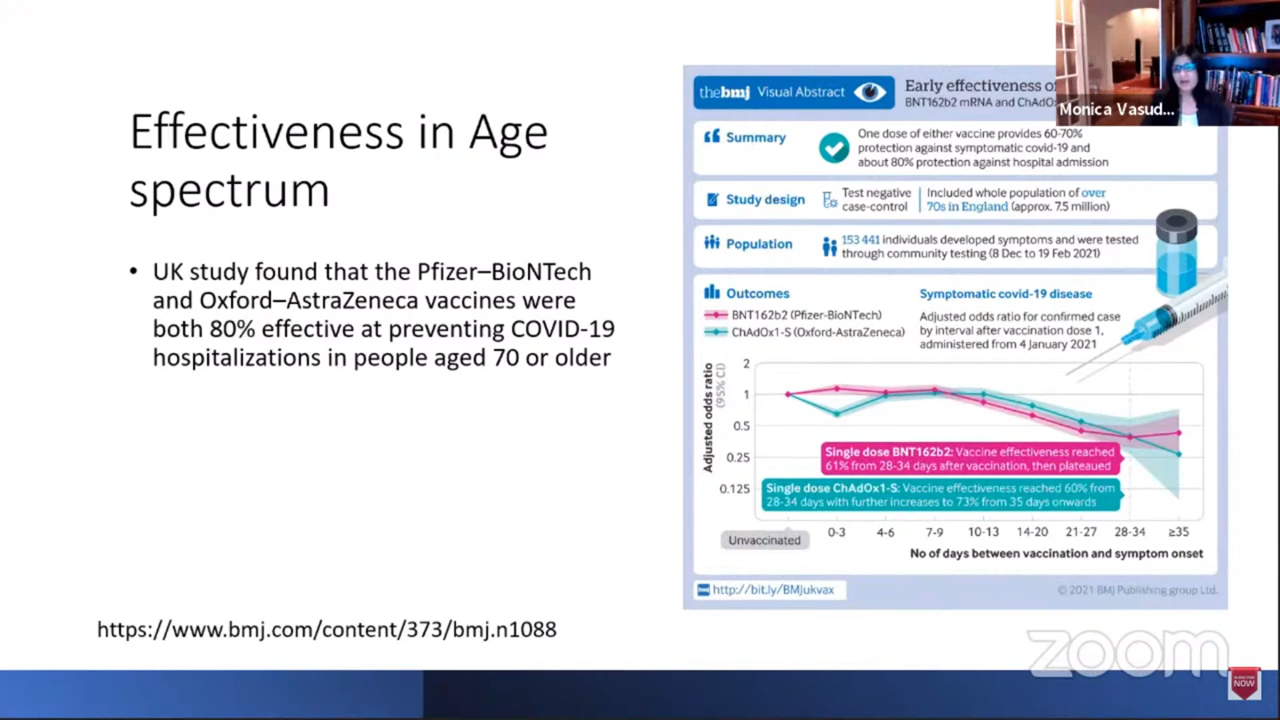 Effectiveness in Age
spectrum
• UK study found that the Pfizer–BioNTech
and Oxford–AstraZeneca vaccines were
both 80% effective at preventing COVID-19
hospitalizations in people aged 70 or older
https://www.bmj.com/content/373/bmj.n1088
thebmj Visual Abstract
Early effectiveness o
BNT162b2 mRNA and ChAdO
Monica Vasud...
Summary
One dose of either vaccine provides 60-70%
protection against symptomatic covid-19 and
about 80% protection against hospital admission
Study design
Test negative
case-control
Included whole population of over
70s in England (approx. 7.5 million)
Population
153 441 individuals developed symptoms and were tested
through community testing (8 Dec to 19 Feb 2021)
Outcomes
BNT162b2 (Pfizer-BioNTech)
ChAdOx1-S (Oxford-AstraZeneca)
Symptomatic covid-19 disease
Adjusted odds ratio for confirmed case
by interval after vaccination dose 1,
administered from 4 January 2021
Adjusted odds ratio
(95% CI)
2
1
0.5
0.25
0.125
Single dose BNT162b2: Vaccine effectiveness reached
61% from 28-34 days after vaccination, then plateaued
Single dose ChAdOx1-S: Vaccine effectiveness reached 60% from
28-34 days with further increases to 73% from 35 days onwards
Unvaccinated
0-3 4-6 7-9 10-13 14-20 21-27 28-34 ≥35
No of days between vaccination and symptom onset
bmj http://bit.ly/BMJukvax
© 2021 BMJ Publishing group Ltd.
zoom
SUBSCRIBE
NOW